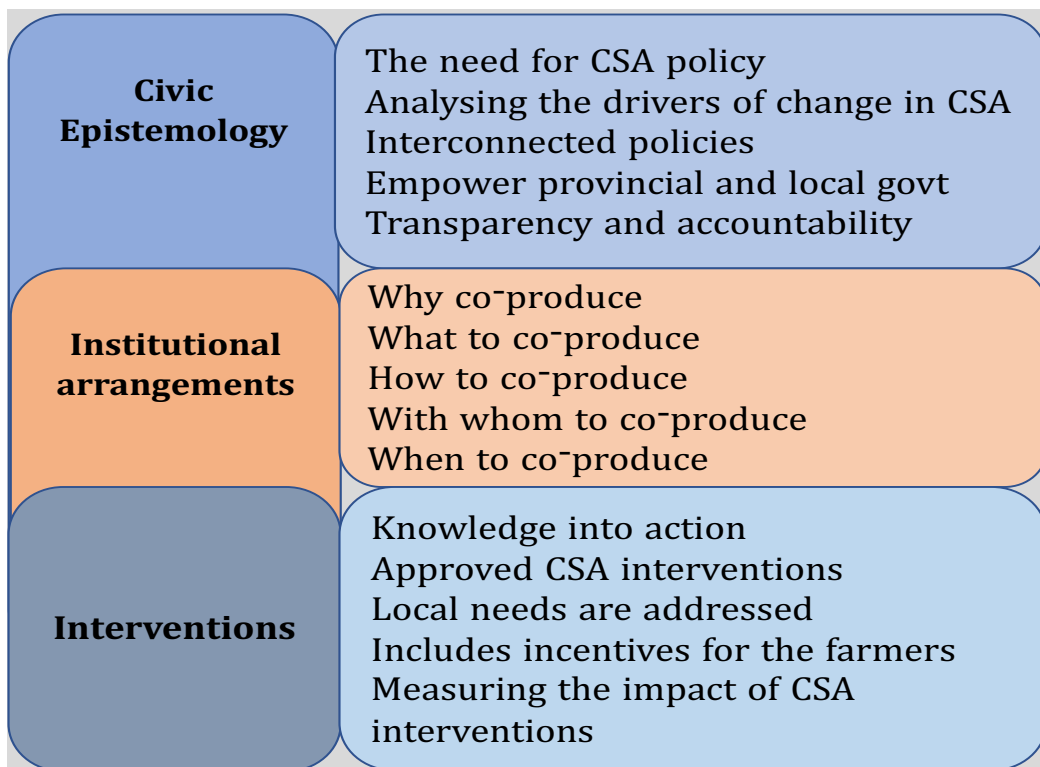 Civic
Epistemology
The need for CSA policy
Analysing the drivers of change in CSA
Interconnected policies
Empower provincial and local govt
Transparency and accountability
Institutional
arrangements
Why co-produce
What to co-produce
How to co-produce
With whom to co-produce
When to co-produce
Interventions
Knowledge into action
Approved CSA interventions
Local needs are addressed
Includes incentives for the farmers
Measuring the impact of CSA
interventions